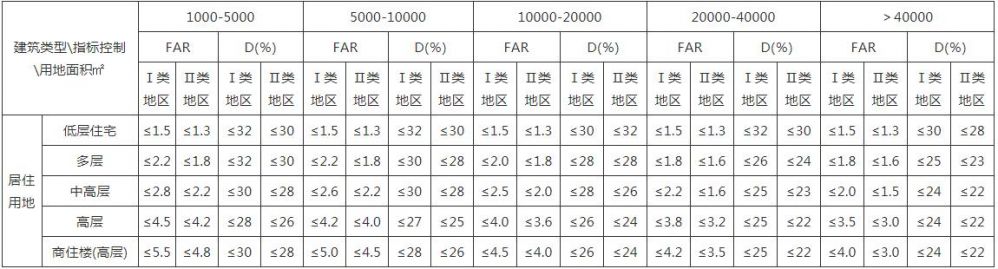 建筑类型\指标控制\用地面积㎡ 1000-5000 5000-10000 10000-20000 20000-40000 ＞40000
FAR D(%) FAR D(%) FAR D(%) FAR D(%) FAR D(%)
Ⅰ类地区 Ⅱ类地区 Ⅰ类地区 Ⅱ类地区 Ⅰ类地区 Ⅱ类地区 Ⅰ类地区 Ⅱ类地区 Ⅰ类地区 Ⅱ类地区 Ⅰ类地区 Ⅱ类地区 Ⅰ类地区 Ⅱ类地区 Ⅰ类地区 Ⅱ类地区 Ⅰ类地区 Ⅱ类地区 Ⅰ类地区 Ⅱ类地区
居住用地
低层住宅 ≤1.5 ≤1.3 ≤32 ≤30 ≤1.5 ≤1.3 ≤32 ≤30 ≤1.5 ≤1.3 ≤30 ≤32 ≤1.5 ≤1.3 ≤32 ≤30 ≤1.5 ≤1.3 ≤30 ≤28
多层 ≤2.2 ≤1.8 ≤32 ≤30 ≤2.2 ≤1.8 ≤30 ≤28 ≤2.0 ≤1.8 ≤28 ≤28 ≤1.8 ≤1.6 ≤26 ≤24 ≤1.8 ≤1.6 ≤25 ≤23
中高层 ≤2.8 ≤2.2 ≤30 ≤28 ≤2.6 ≤2.2 ≤30 ≤28 ≤2.5 ≤2.0 ≤28 ≤26 ≤2.2 ≤1.6 ≤25 ≤23 ≤2.0 ≤1.5 ≤24 ≤22
高层 ≤4.5 ≤4.2 ≤28 ≤26 ≤4.2 ≤4.0 ≤27 ≤25 ≤4.0 ≤3.6 ≤26 ≤24 ≤3.8 ≤3.2 ≤25 ≤22 ≤3.5 ≤3.0 ≤24 ≤22
商住楼(高层) ≤5.5 ≤4.8 ≤30 ≤28 ≤5.0 ≤4.5 ≤28 ≤26 ≤4.5 ≤4.0 ≤26 ≤24 ≤4.2 ≤3.5 ≤25 ≤22 ≤4.0 ≤3.0 ≤24 ≤22